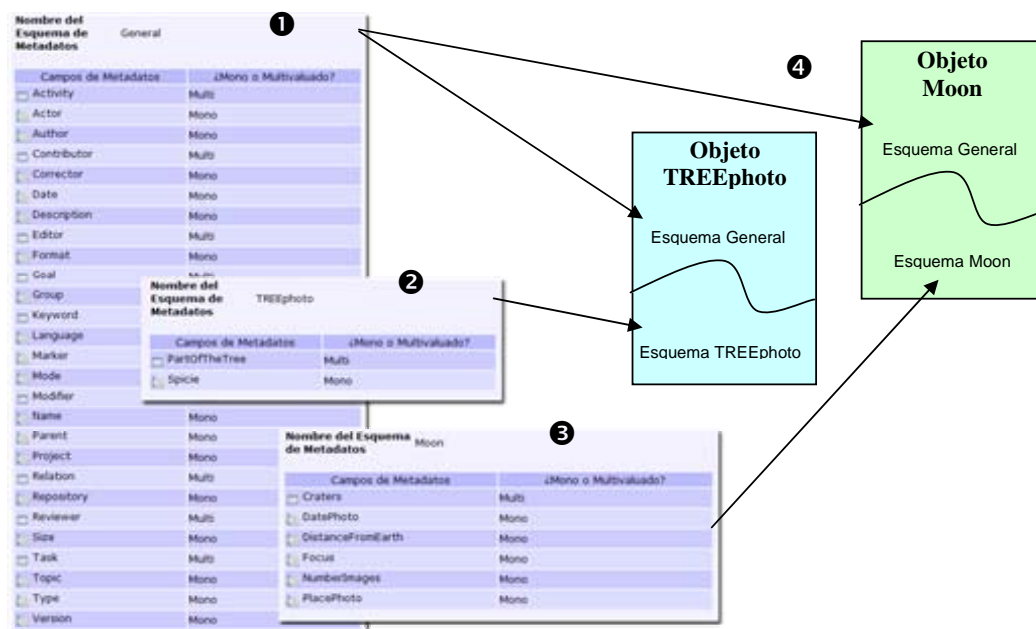 Nombre del
Esquema de
Metadatos
General
❶
Campos de Metadatos ¿Mono o Multivaluado?
Activity Multi
Actor Mono
Author Mono
Contributor Multi
Corrector Mono
Date Mono
Description Mono
Editor Multi
Format Mono
Goal Multi
Group
Keyword
Language
Marker
Mode
Modifier
Name Mono
Parent Mono
Project Mono
Relation Multi
Repository Mono
Reviewer Multi
Size Mono
Task Multi
Topic Mono
Type Mono
Version Mono
❷
Nombre del
Esquema de
Metadatos
TREEphoto
Campos de Metadatos ¿Mono o Multivaluado?
PartOfTheTree Multi
Spicie Mono
❸
Nombre del Esquema
de Metadatos
Moon
Campos de Metadatos ¿Mono o Multivaluado?
Craters Multi
DatePhoto Mono
DistanceFromEarth Mono
Focus Mono
NumberImages Mono
PlacePhoto Mono
❹
Objeto
TREEphoto
Esquema General
Esquema TREEphoto
Objeto
Moon
Esquema General
Esquema Moon